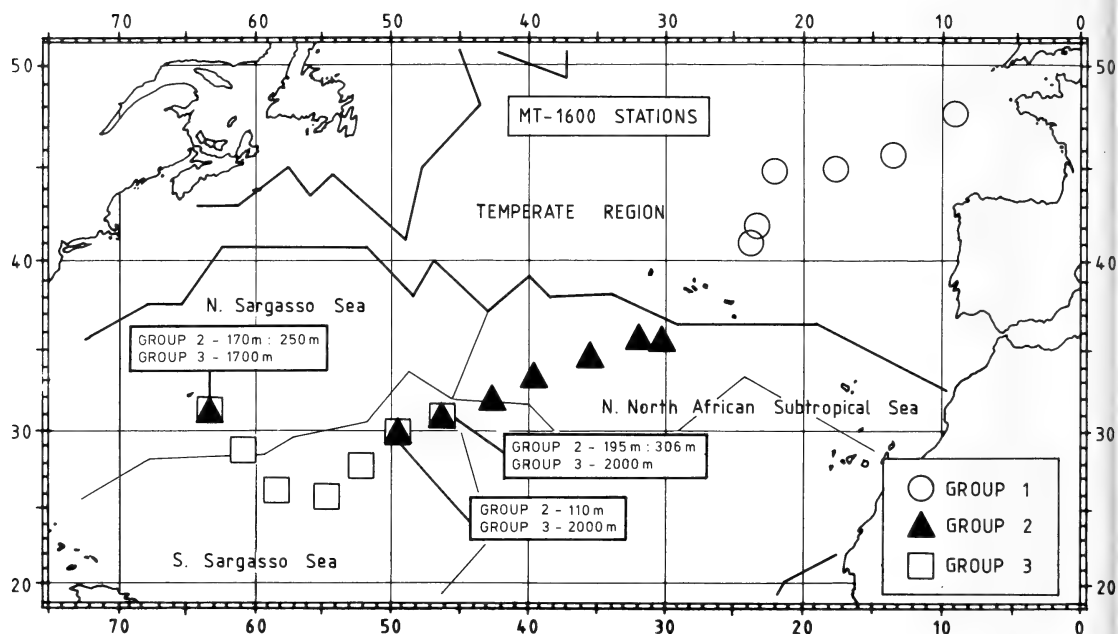 70 60 50 40 30 20 10 0
50 50
MT-1600 STATIONS
TEMPERATE REGION
40 40
N. Sargasso Sea
GROUP 2 - 170m : 250m
GROUP 3 - 1700m
N. North African Subtropical Sea
30 30
GROUP 2 - 195m : 306m
GROUP 3 - 2000m
GROUP 1
GROUP 2 - 110m
GROUP 3 - 2000m
GROUP 2
S. Sargasso Sea
GROUP 3
20 20
70 60 50 40 30 20 10 0